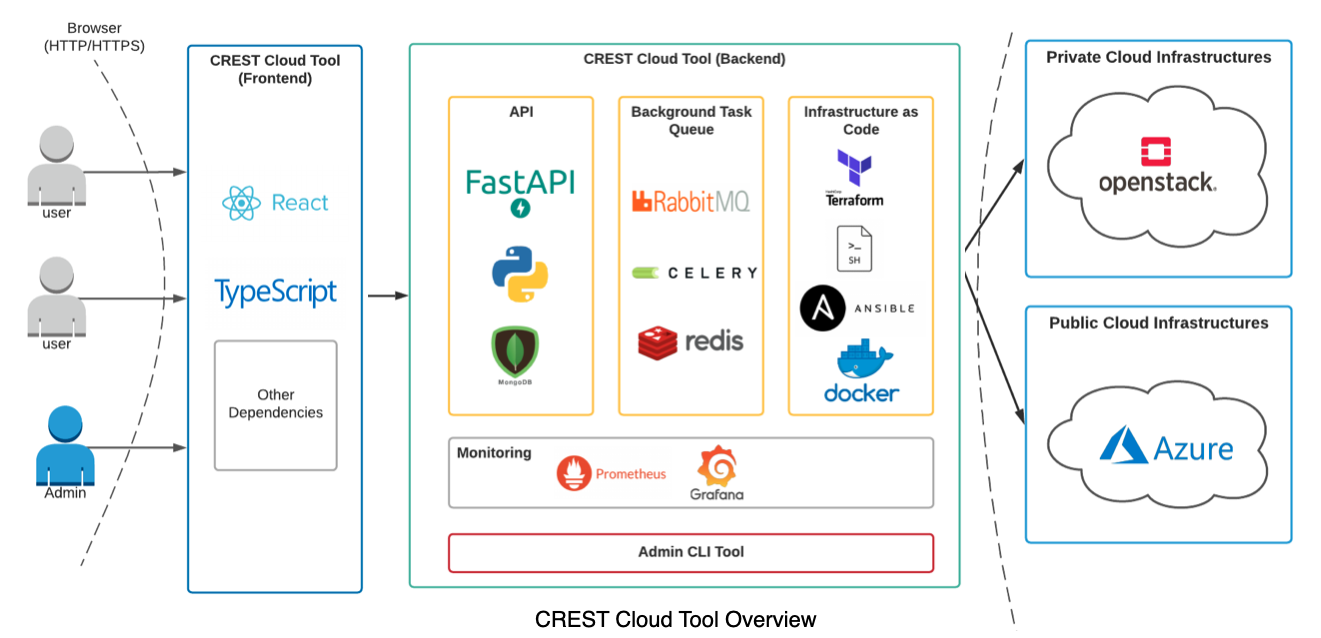 Browser
(HTTP/HTTPS)
user
user
Admin
CREST Cloud Tool
(Frontend)
React
TypeScript
Other
Dependencies
CREST Cloud Tool (Backend)
API
FastAPI
MongoDB
Background Task
Queue
RabbitMQ
CELERY
redis
Infrastructure as
Code
HashiCorp
Terraform
>_
SH
ANSIBLE
docker
Monitoring
Prometheus
Grafana
Admin CLI Tool
Private Cloud Infrastructures
openstack.
Public Cloud Infrastructures
Azure
CREST Cloud Tool Overview